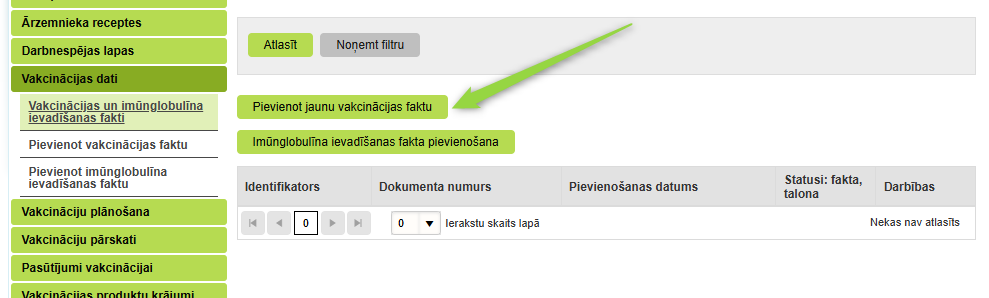 Ārzemnieka receptes
Darbnespējas lapas
Vakcinācijas dati
Vakcinācijas un imūnglobulīna
ievadīšanas fakti
Pievienot vakcinācijas faktu
Pievienot imūnglobulīna
ievadīšanas faktu
Vakcināciju plānošana
Vakcināciju pārskati
Pasūtījumi vakcinācijai
Vakcinācijas produktu krājumi
Atlasīt
Noņemt filtru
Pievienot jaunu vakcinācijas faktu
Imūnglobulīna ievadīšanas fakta pievienošana
Identifikators
Dokumenta numurs
Pievienošanas datums
Statusi: fakta,
talona
Darbības
0
0
Ierakstu skaits lapā
Nekas nav atlasīts